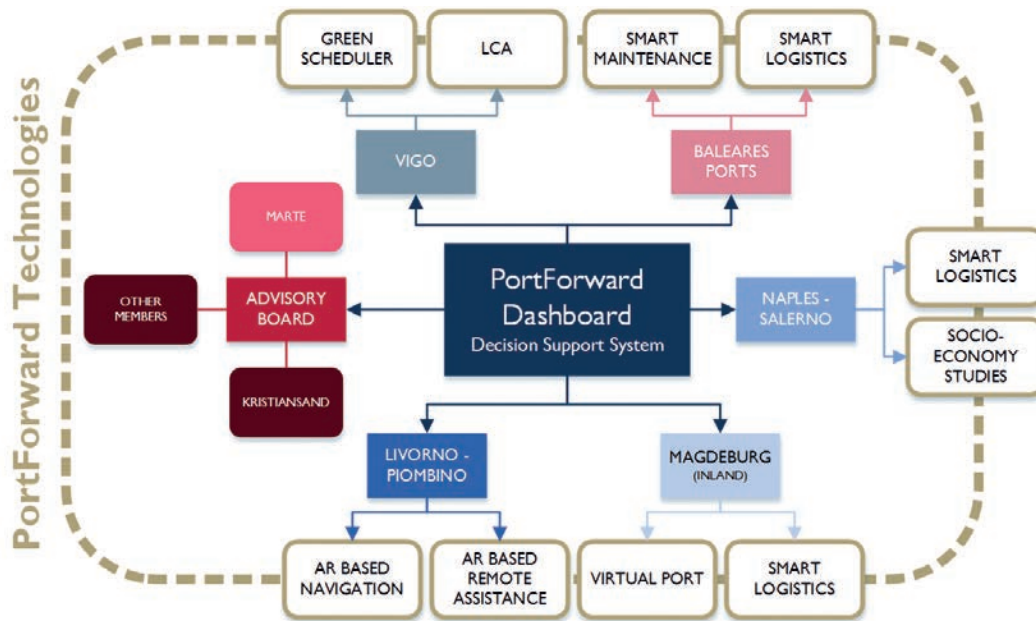 PortForward Technologies
GREEN
SCHEDULER
LCA
SMART
MAINTENANCE
SMART
LOGISTICS
VIGO
BALEARES
PORTS
MARTE
OTHER
MEMBERS
ADVISORY
BOARD
KRISTIANSAND
PortForward
Dashboard
Decision Support System
NAPLES -
SALERNO
SMART
LOGISTICS
SOCIO-
ECONOMY
STUDIES
LIVORNO -
PIOMBINO
MAGDEBURG
(INLAND)
AR BASED
NAVIGATION
AR BASED
REMOTE
ASSISTANCE
VIRTUAL PORT
SMART
LOGISTICS